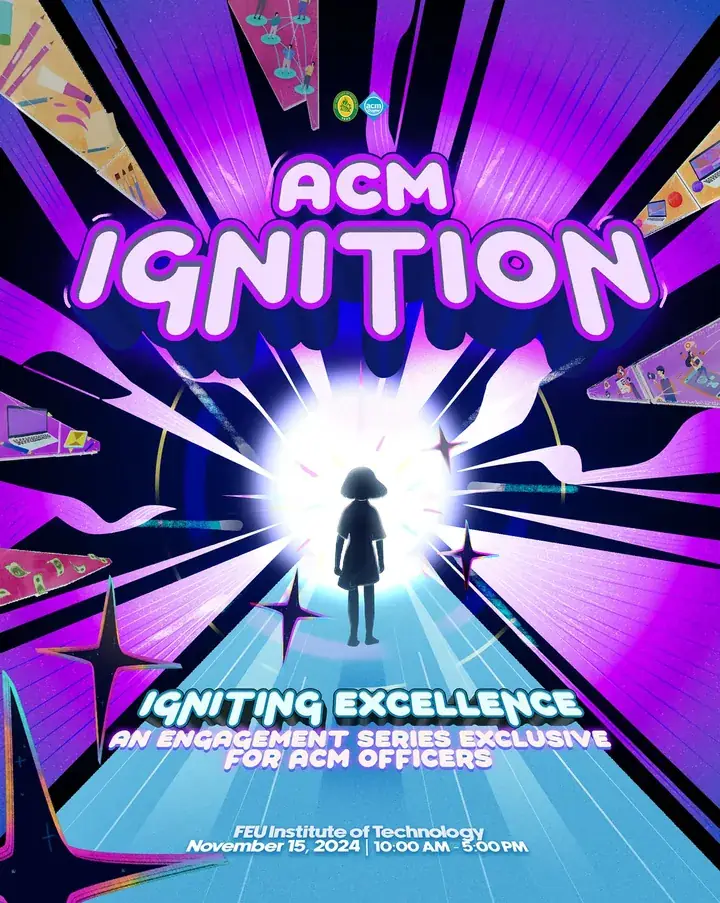 acm
ACM
IGNITION
IGNITING EXCELLENCE
AN ENGAGEMENT SERIES EXCLUSIVE
FOR ACM OFFICERS
FEU Institute of Technology
November 15, 2024 | 10:00 AM - 5:00 PM